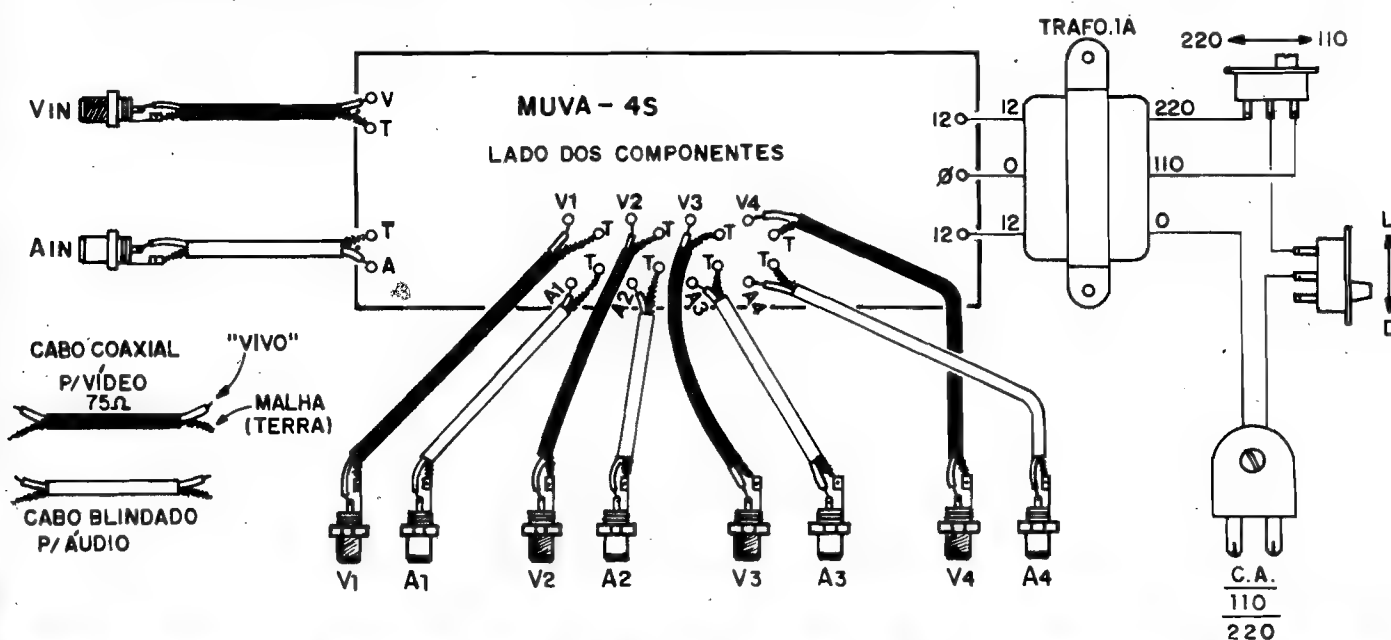 TRAFO.1A
220 110
VIN
V
T
MUVA - 4S
LADO DOS COMPONENTES
12 12
Ø 0
12 12
220
110
0
AIN
T
A
V1 V2 V3 V4
T T T T
T T T T
A1 A2 A3 A4
L
D
CABO COAXIAL
P/VÍDEO
75Ω
"VIVO"
MALHA
(TERRA)
CABO BLINDADO
P/ÁUDIO
V1 A1 V2 A2 V3 A3 V4 A4
C.A.
110
220